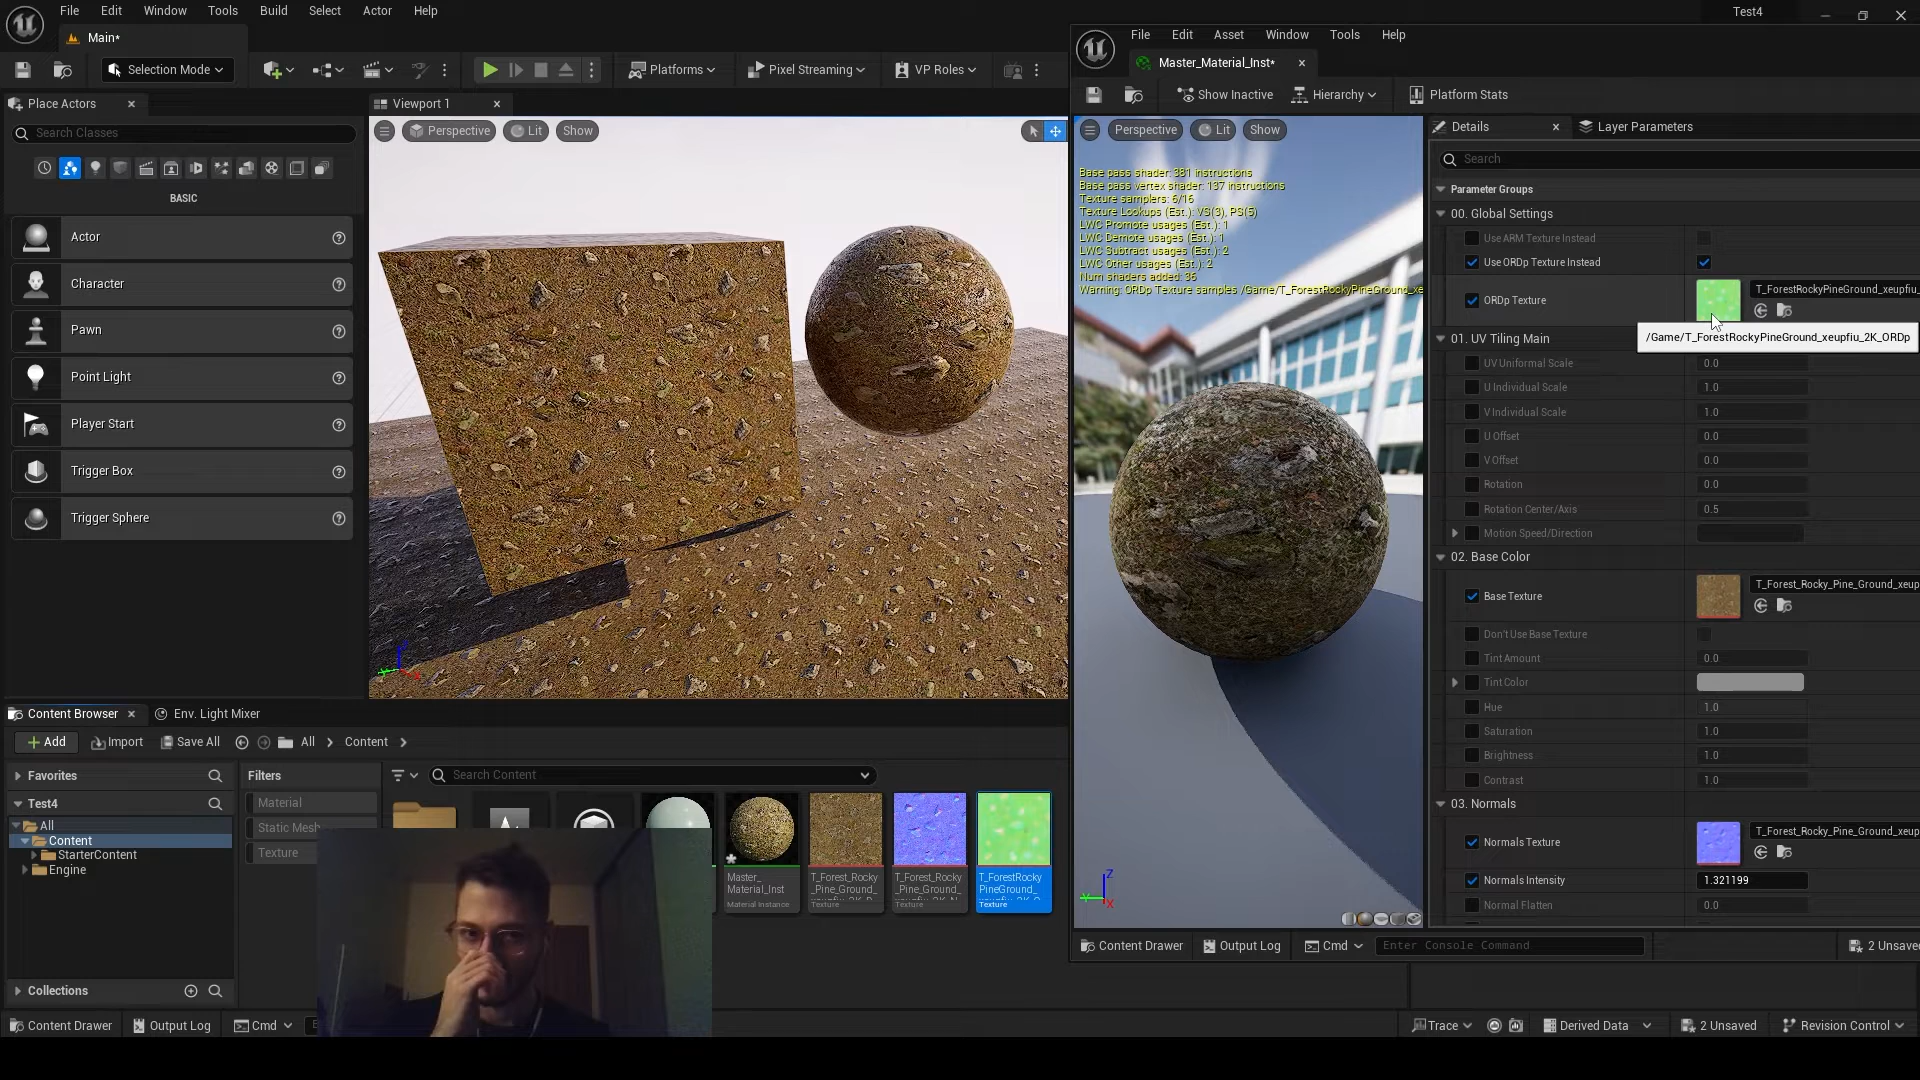 File Edit Window Tools Build Select Actor Help
Test4
Main*
Selection Mode
Platforms
Pixel Streaming
VP Roles
Place Actors
Search Classes
BASIC
Actor
Character
Pawn
Point Light
Player Start
Trigger Box
Trigger Sphere
Viewport 1
Perspective Lit Show
File Edit Asset Window Tools Help
Master_Material_Inst*
Show Inactive Hierarchy Platform Stats
Perspective Lit Show
Base pass shader: 381 instructions
Base pass vertex shader: 137 instructions
Texture samplers: 6/16
Texture Lookups (Est.): VS(3), PS(5)
LWC Promote usages (Est.): 1
LWC Demote usages (Est.): 1
LWC Subtract usages (Est.): 2
LWC Other usages (Est.): 2
Num shaders added: 36
Warning: ORDp Texture samples /Game/T_ForestRockyPineGround_xe
Z
X
Details
Layer Parameters
Search
Parameter Groups
00. Global Settings
Use ARM Texture Instead
Use ORDp Texture Instead
ORDp Texture
T_ForestRockyPineGround_xeupfiu_
/Game/T_ForestRockyPineGround_xeupfiu_2K_ORDp
01. UV Tiling Main
UV Uniformal Scale 0.0
U Individual Scale 1.0
V Individual Scale 1.0
U Offset 0.0
V Offset 0.0
Rotation 0.0
Rotation Center/Axis 0.5
Motion Speed/Direction
02. Base Color
Base Texture
T_Forest_Rocky_Pine_Ground_xeup
Don't Use Base Texture
Tint Amount 0.0
Tint Color
Hue 1.0
Saturation 1.0
Brightness 1.0
Contrast 1.0
03. Normals
Normals Texture
T_Forest_Rocky_Pine_Ground_xeup
Normals Intensity 1.321199
Normal Flatten 0.0
Content Drawer Output Log Cmd Enter Console Command 2 Unsave
Content Browser
Env. Light Mixer
Add Import Save All All Content
Favorites
Test4
All
Content
StarterContent
Engine
Collections
Filters
Material
Static Mesh
Texture
Search Content
Master_
Material_Inst
Material Instance
T_Forest_Rocky
_Pine_Ground_
Texture
T_Forest_Rocky
_Pine_Ground_
Texture
T_ForestRocky
PineGround_
Texture
Content Drawer Output Log Cmd
Trace Derived Data 2 Unsaved Revision Control